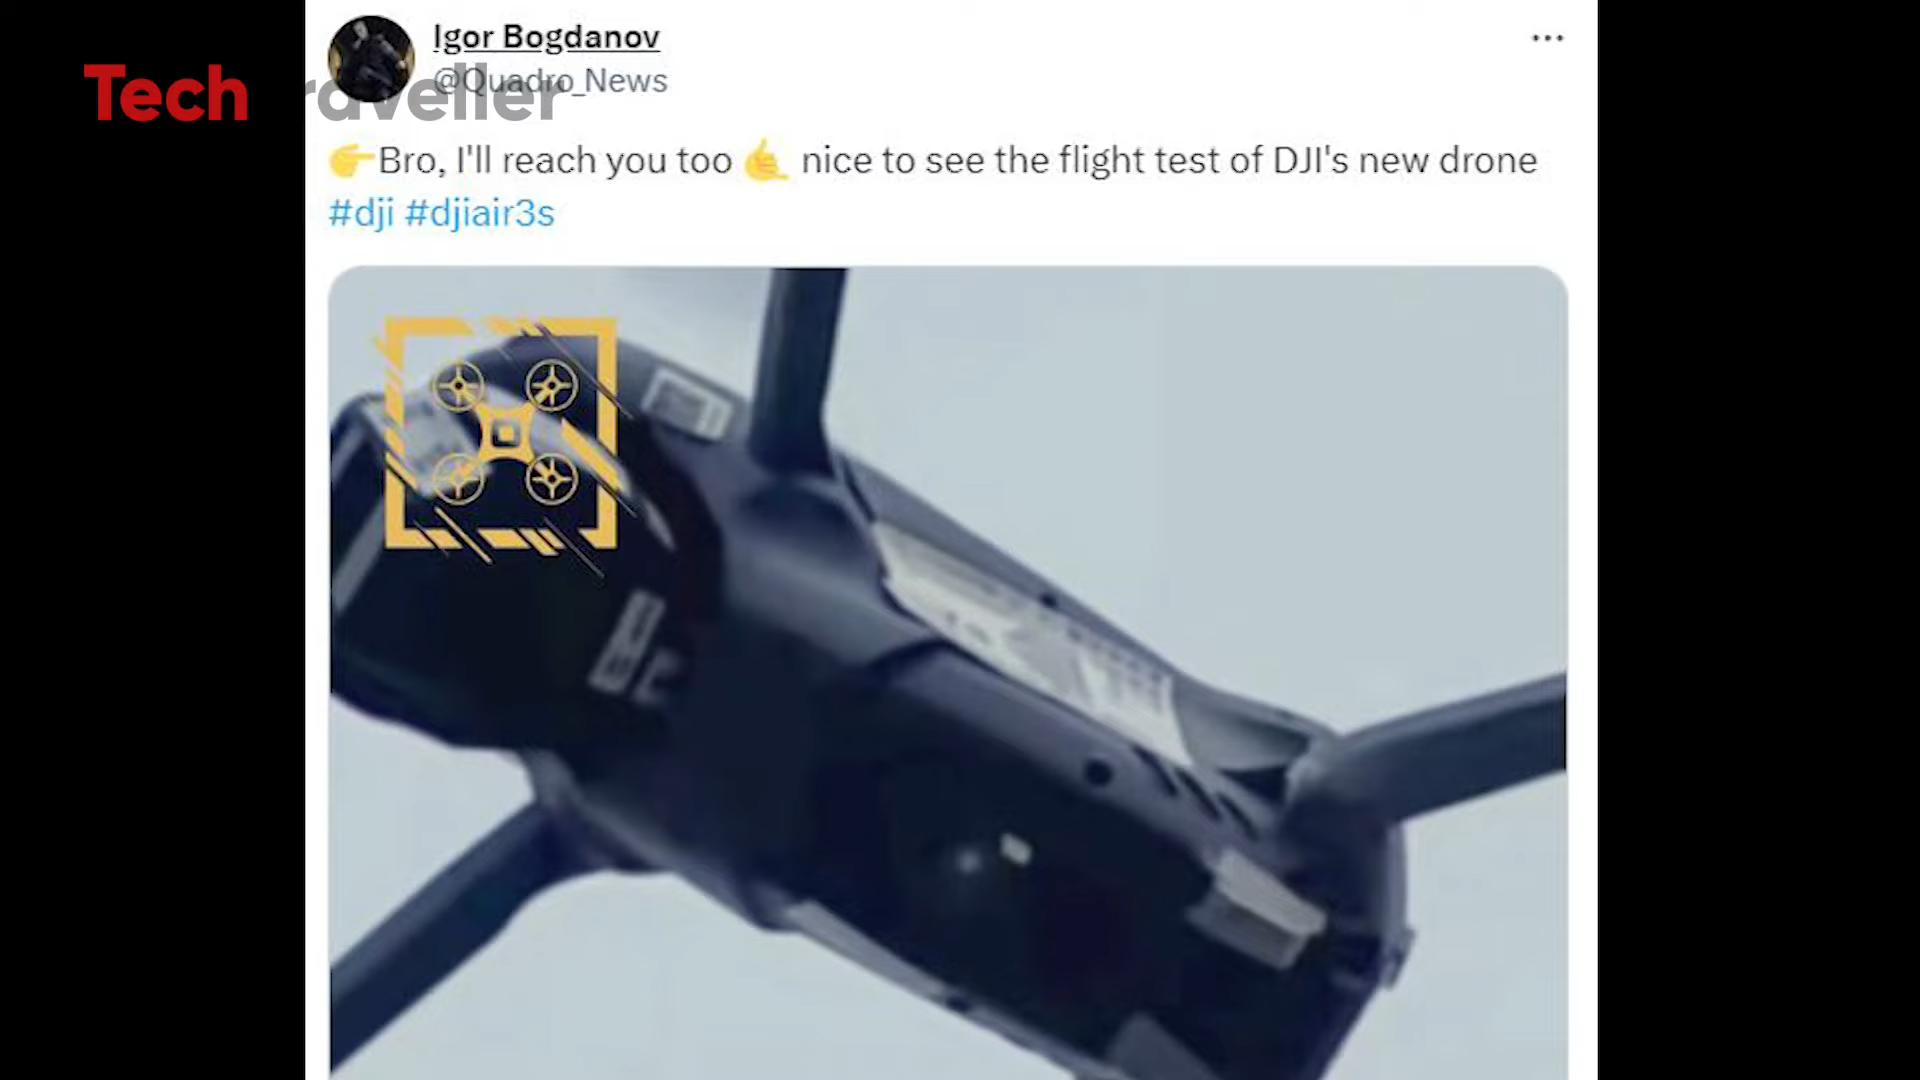 Igor Bogdanov
@Quadro_News
Tech Traveller
👉Bro, I'll reach you too 🤙 nice to see the flight test of DJI's new drone
#dji #djiair3s